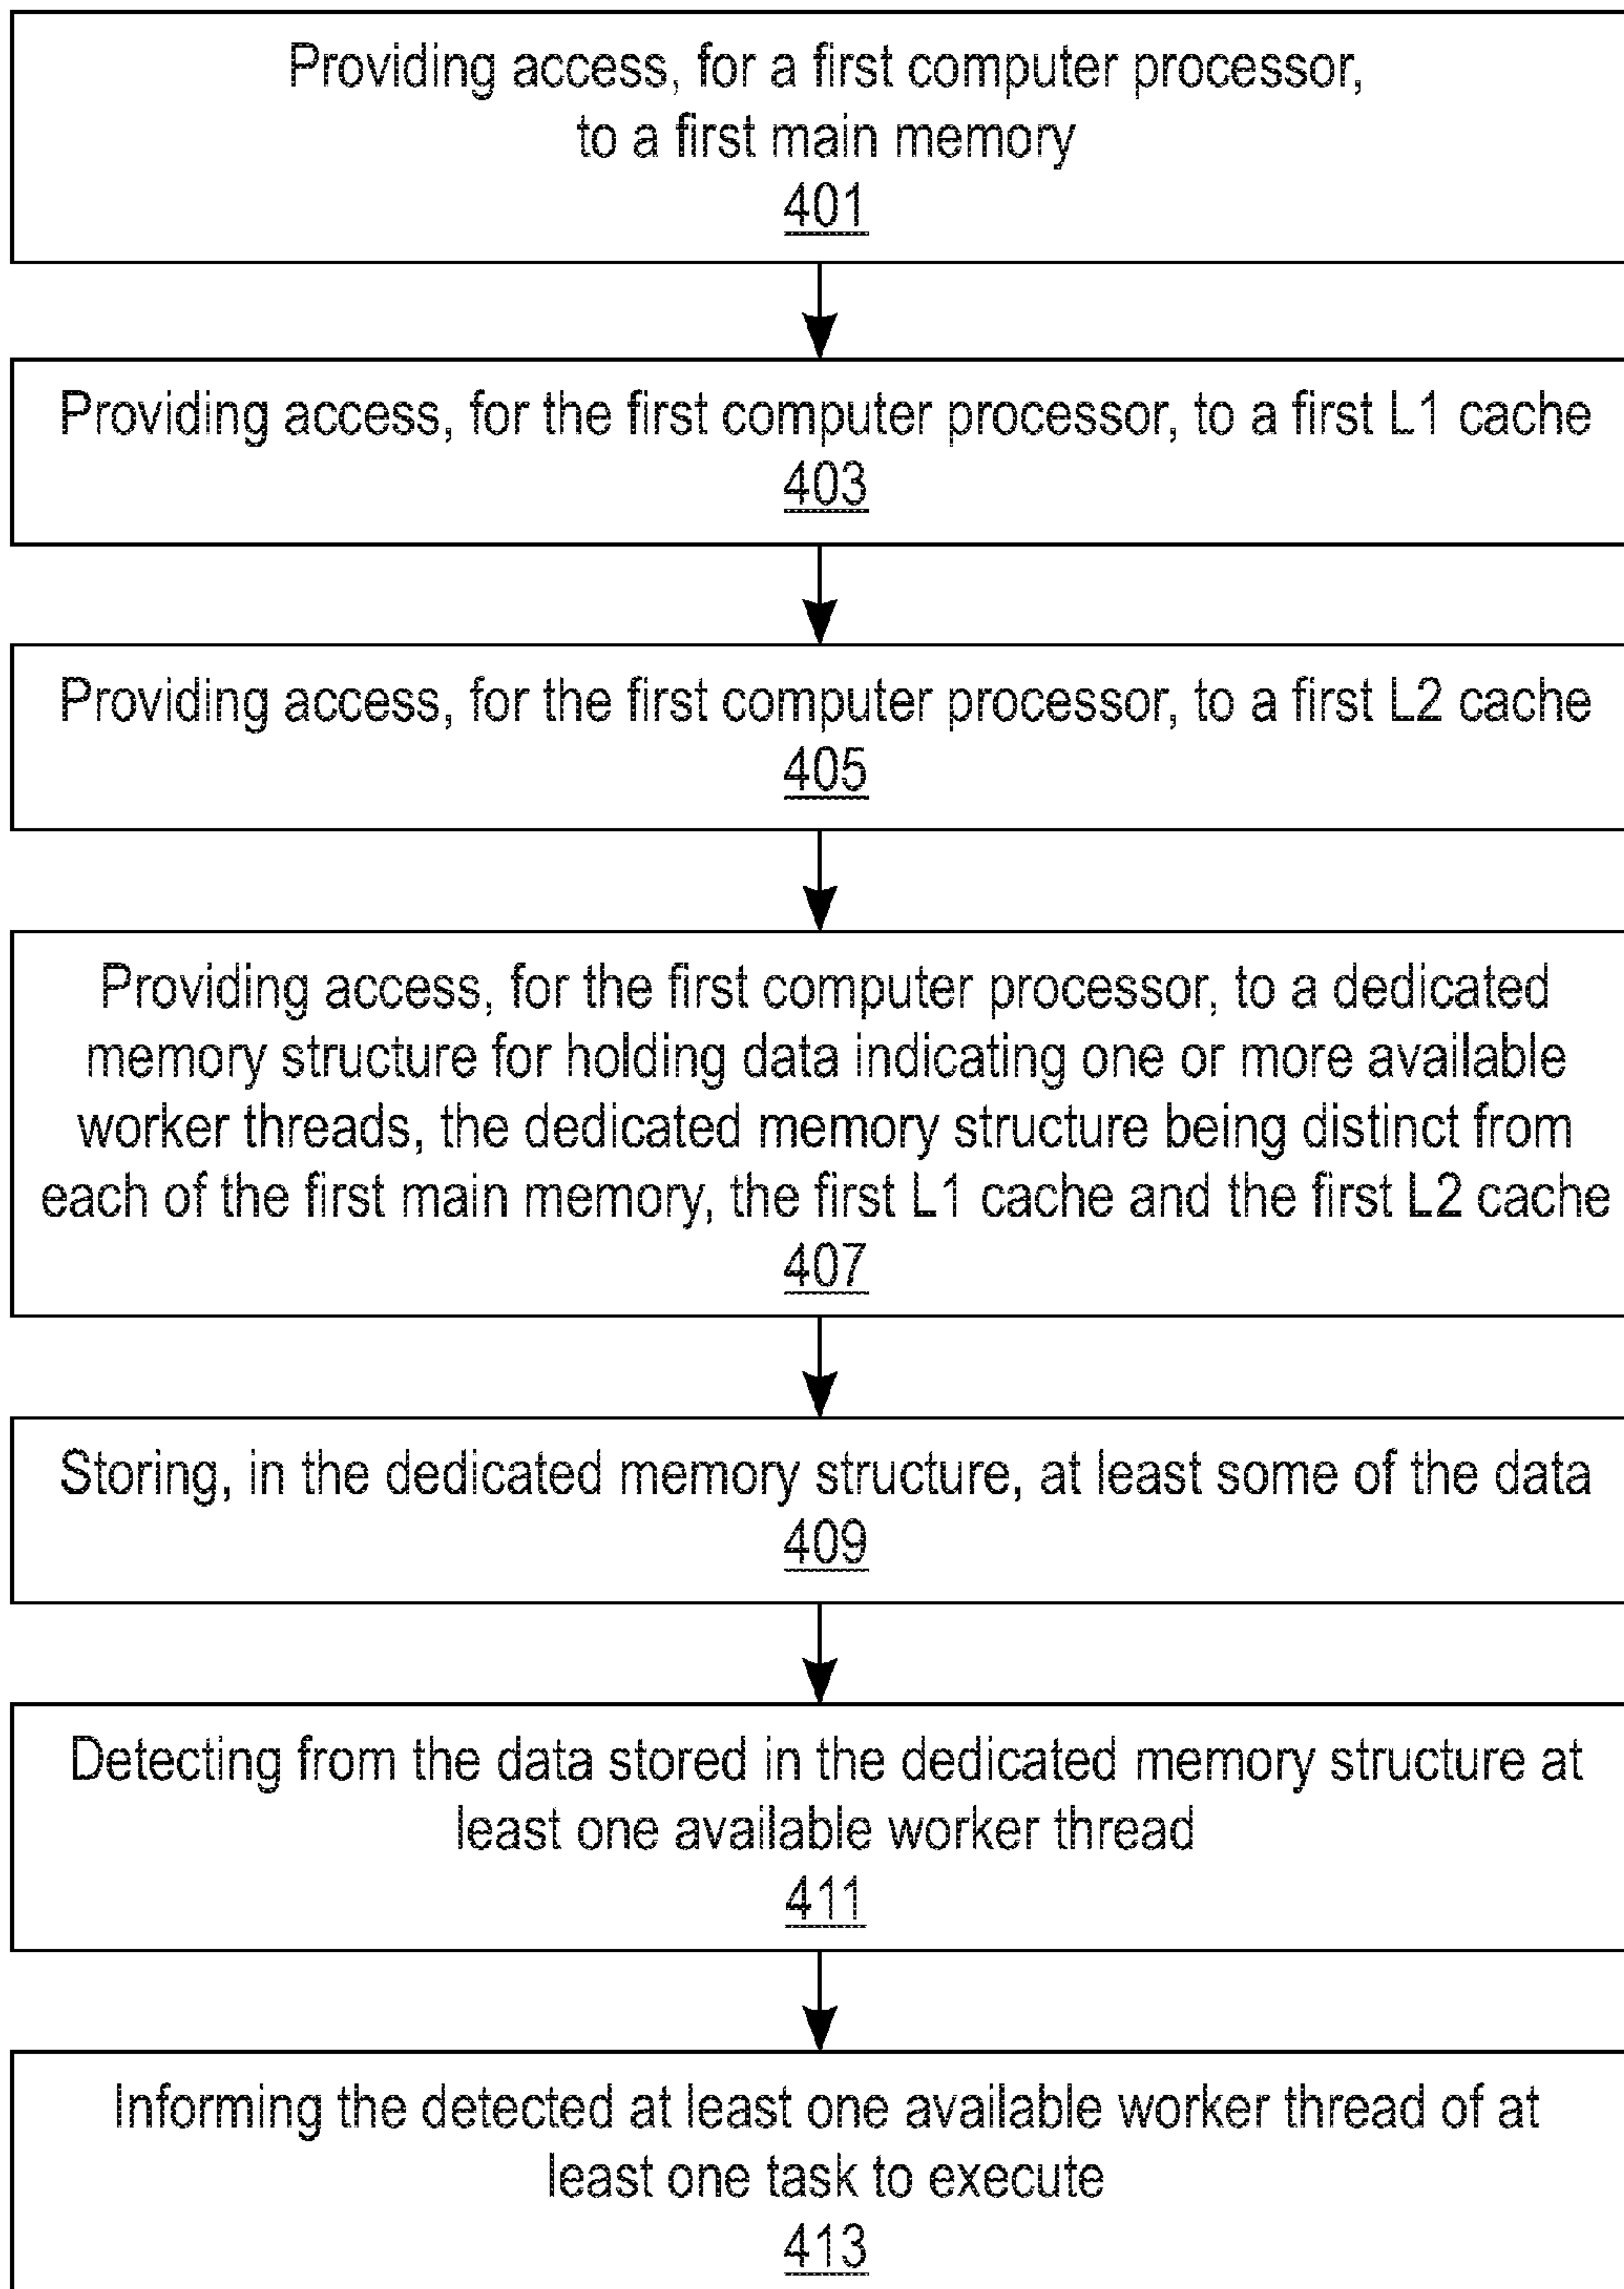 Providing access, for a first computer processor,
to a first main memory
401
Providing access, for the first computer processor, to a first L1 cache
403
Providing access, for the first computer processor, to a first L2 cache
405
Providing access, for the first computer processor, to a dedicated
memory structure for holding data indicating one or more available
worker threads, the dedicated memory structure being distinct from
each of the first main memory, the first L1 cache and the first L2 cache
407
Storing, in the dedicated memory structure, at least some of the data
409
Detecting from the data stored in the dedicated memory structure at
least one available worker thread
411
Informing the detected at least one available worker thread of at
least one task to execute
413